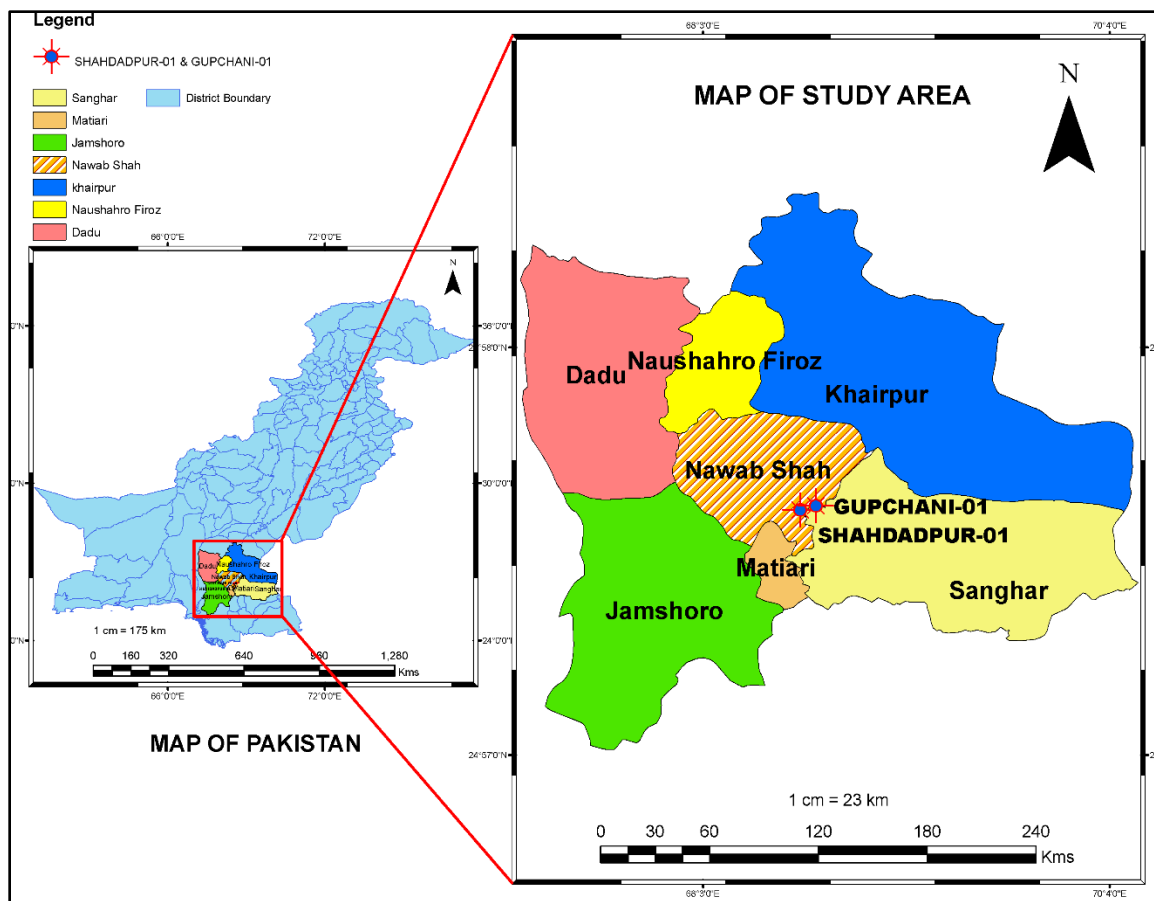 Legend
SHAHDADPUR-01 & GUPCHANI-01
Sanghar
District Boundary
Matiari
Jamshoro
Nawab Shah
khairpur
Naushahro Firoz
Dadu
66°0'0"E
72°0'0"E
N
36°0'0"N
0°0'N
30°0'0"N
0°0'N
24°0'0"N
0°0'N
Dadu
Naushahro Firoz
Nawab Shah
Khairpur
Matiari
Sanghar
Jamshoro
1 cm = 175 km
0 160 320 640 960 1,280
Kms
66°0'0"E
72°0'0"E
MAP OF PAKISTAN
68°3'0"E
70°4'0"E
MAP OF STUDY AREA
N
Dadu
Naushahro Firoz
Khairpur
Nawab Shah
GUPCHANI-01
SHAHDADPUR-01
Matiari
Sanghar
Jamshoro
24°57'0"N
1 cm = 23 km
0 30 60 120 180 240
Kms
68°3'0"E
70°4'0"E